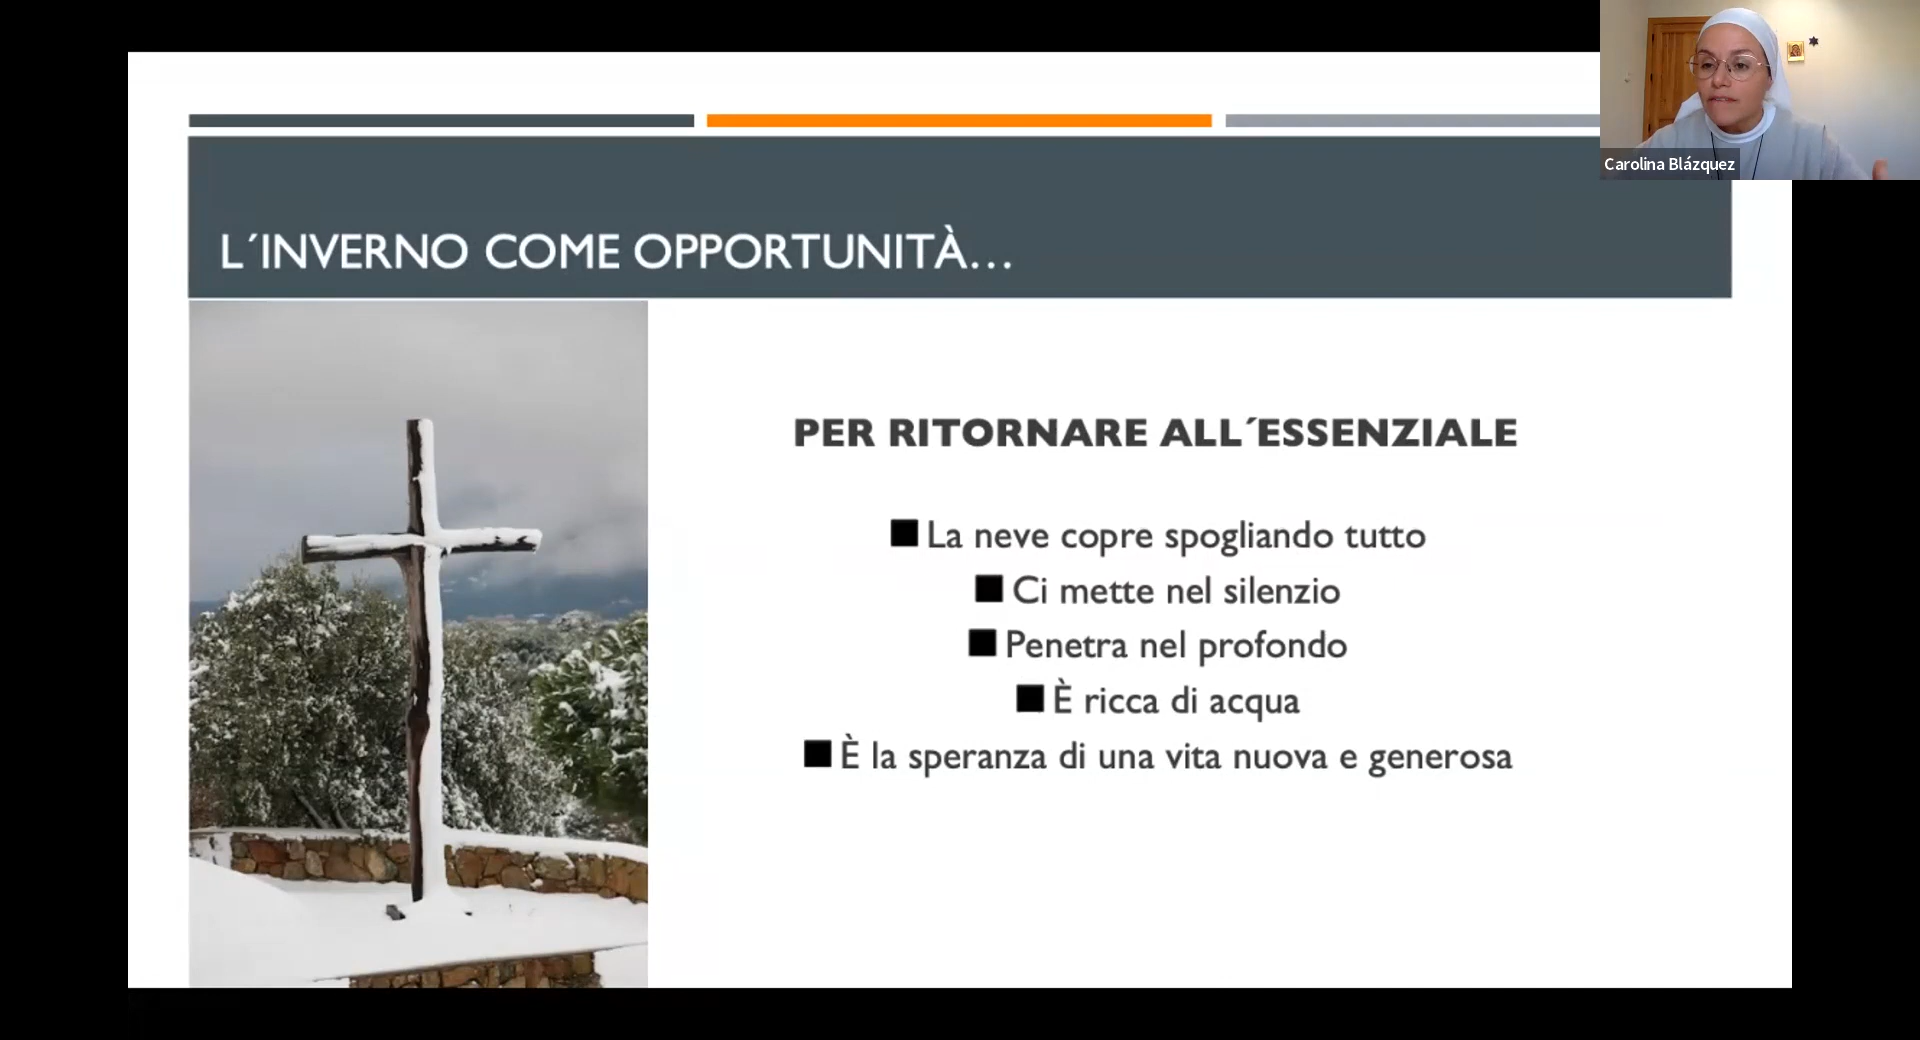 Carolina Blázquez
L´INVERNO COME OPPORTUNITÀ...
PER RITORNARE ALL´ESSENZIALE
■ La neve copre spogliando tutto
■ Ci mette nel silenzio
■ Penetra nel profondo
■ È ricca di acqua
■ È la speranza di una vita nuova e generosa